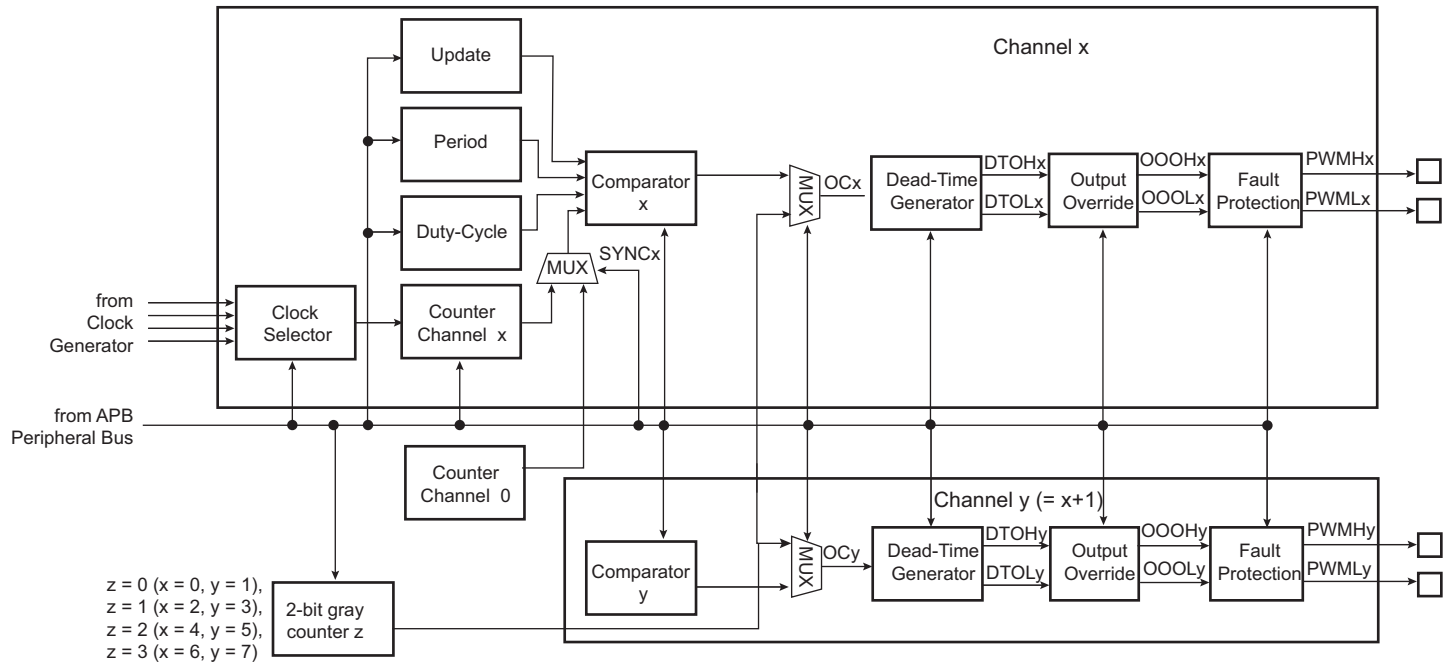 Channel x
Update
Period
Duty-Cycle
Comparator
x
MUX
OCx
Dead-Time
Generator
DTOHx
DTOLx
Output
Override
OOOHx
OOOLx
Fault
Protection
PWMHx
PWMLx
MUX
SYNCx
from
Clock
Generator
Clock
Selector
Counter
Channel x
from APB
Peripheral Bus
Counter
Channel 0
Channel y (= x+1)
Comparator
y
MUX
OCy
Dead-Time
Generator
DTOHy
DTOLy
Output
Override
OOOHy
OOOLy
Fault
Protection
PWMHy
PWMLy
z = 0 (x = 0, y = 1),
z = 1 (x = 2, y = 3),
z = 2 (x = 4, y = 5),
z = 3 (x = 6, y = 7)
2-bit gray
counter z